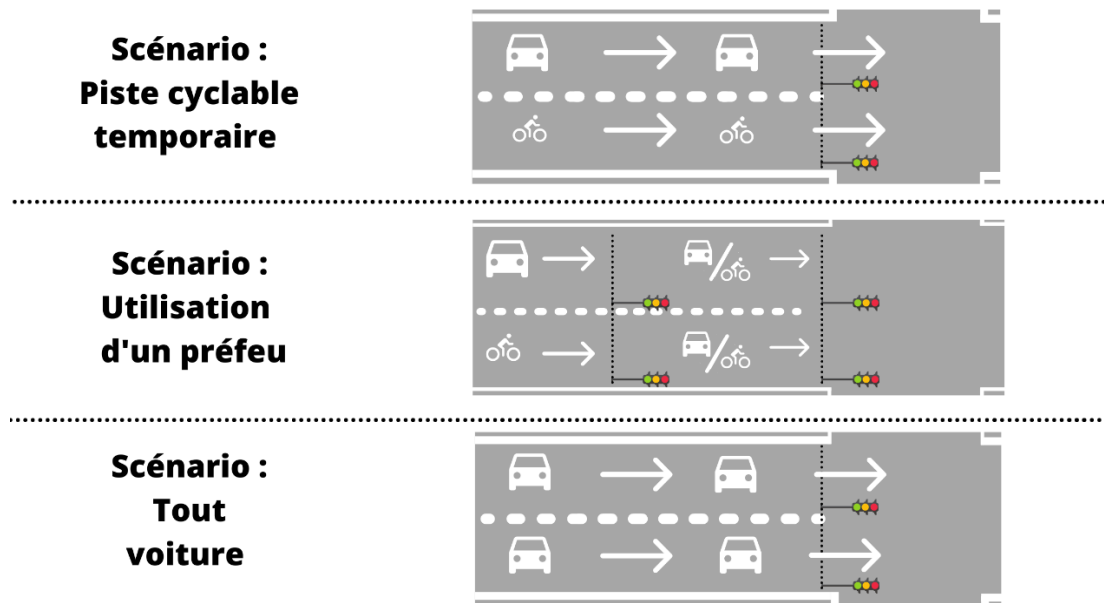 Scénario :
Piste cyclable
temporaire
Scénario :
Utilisation
d'un préfeu
Scénario :
Tout
voiture